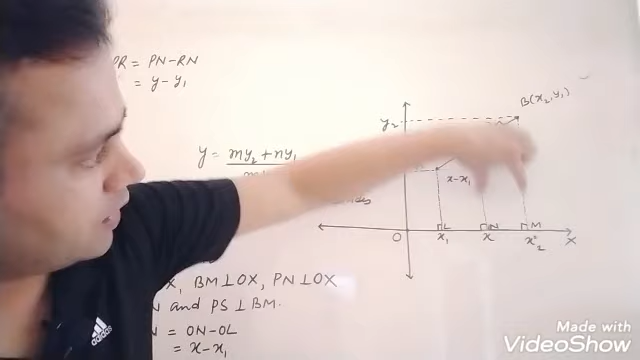 PR = PN-RN
= y-y₁
B(x₂,y₁)
y₂
y = my₂ + ny₁
x-x₁
O
x₁
L
x
N
x₂
M
X
X, BM⊥OX, PN⊥OX
and PS ⊥ BM.
= ON-OL
= x-x₁
adidas
Made with
VideoShow